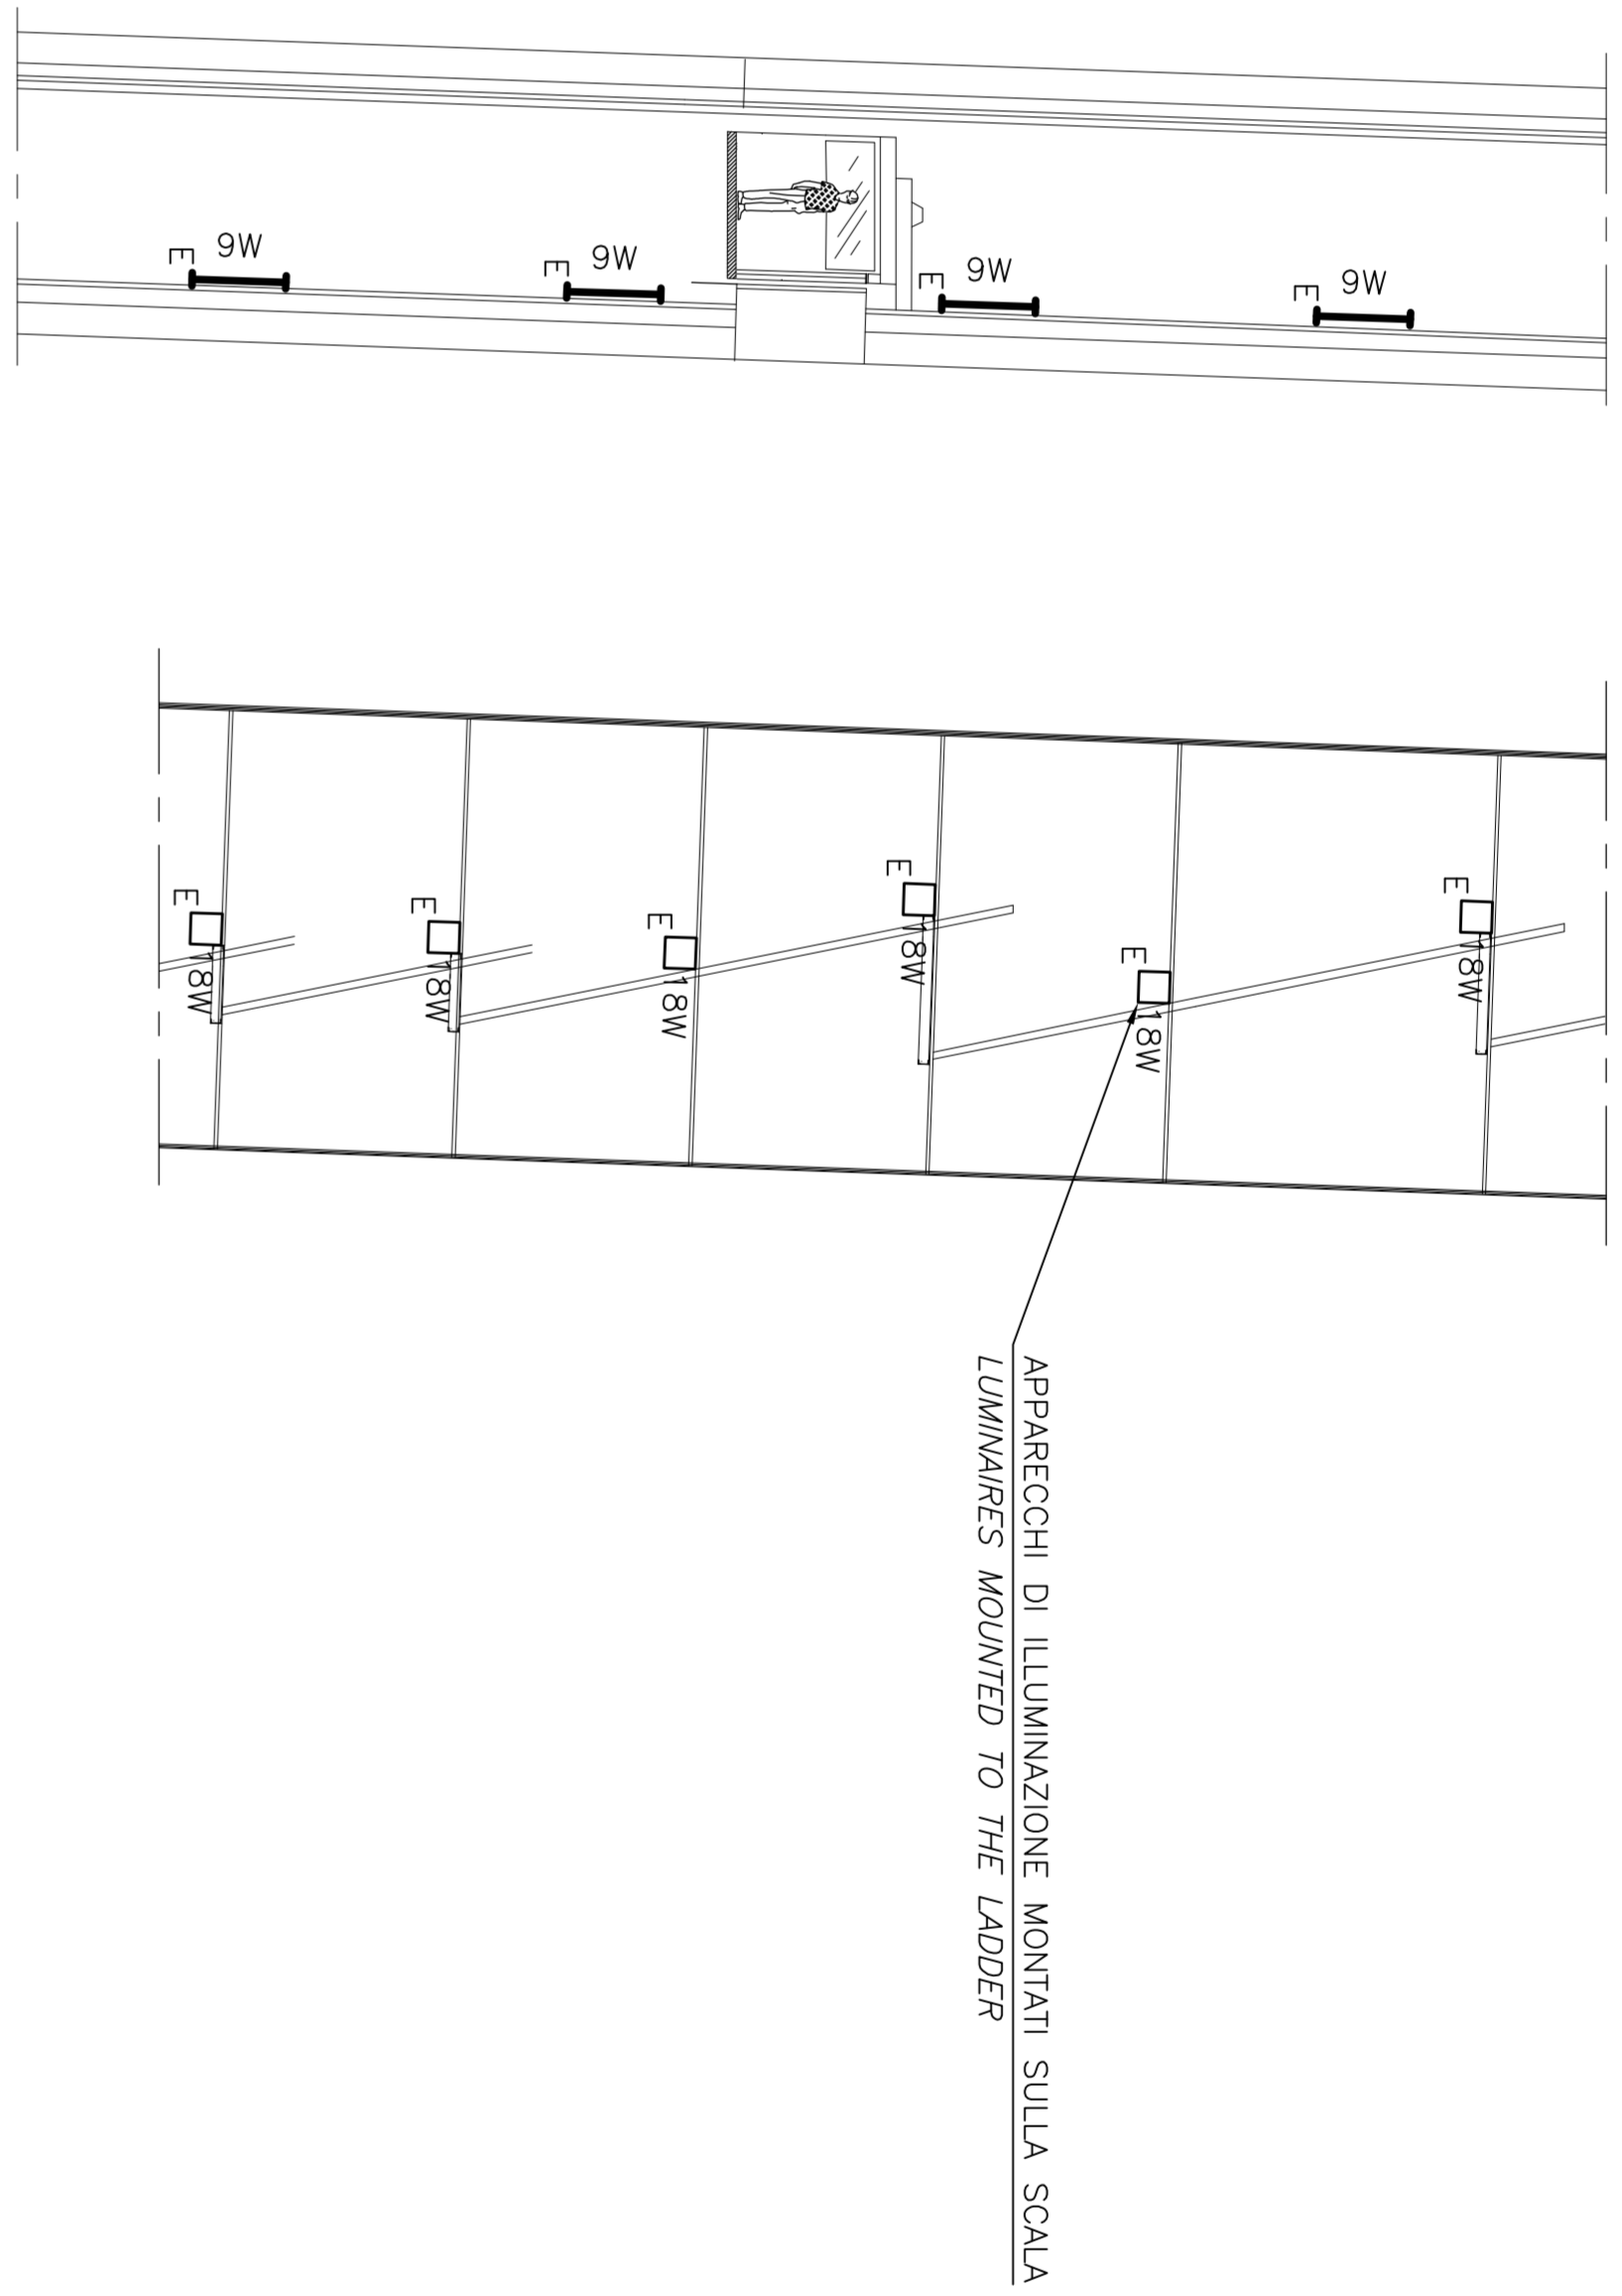 E
9W
E
9W
E
9W
E
9W
E
18W
E
18W
E
18W
E
18W
E
18W
E
18W
APPARECCHI DI ILLUMINAZIONE MONTATI SULLA SCALA
LUMINAIRES MOUNTED TO THE LADDER